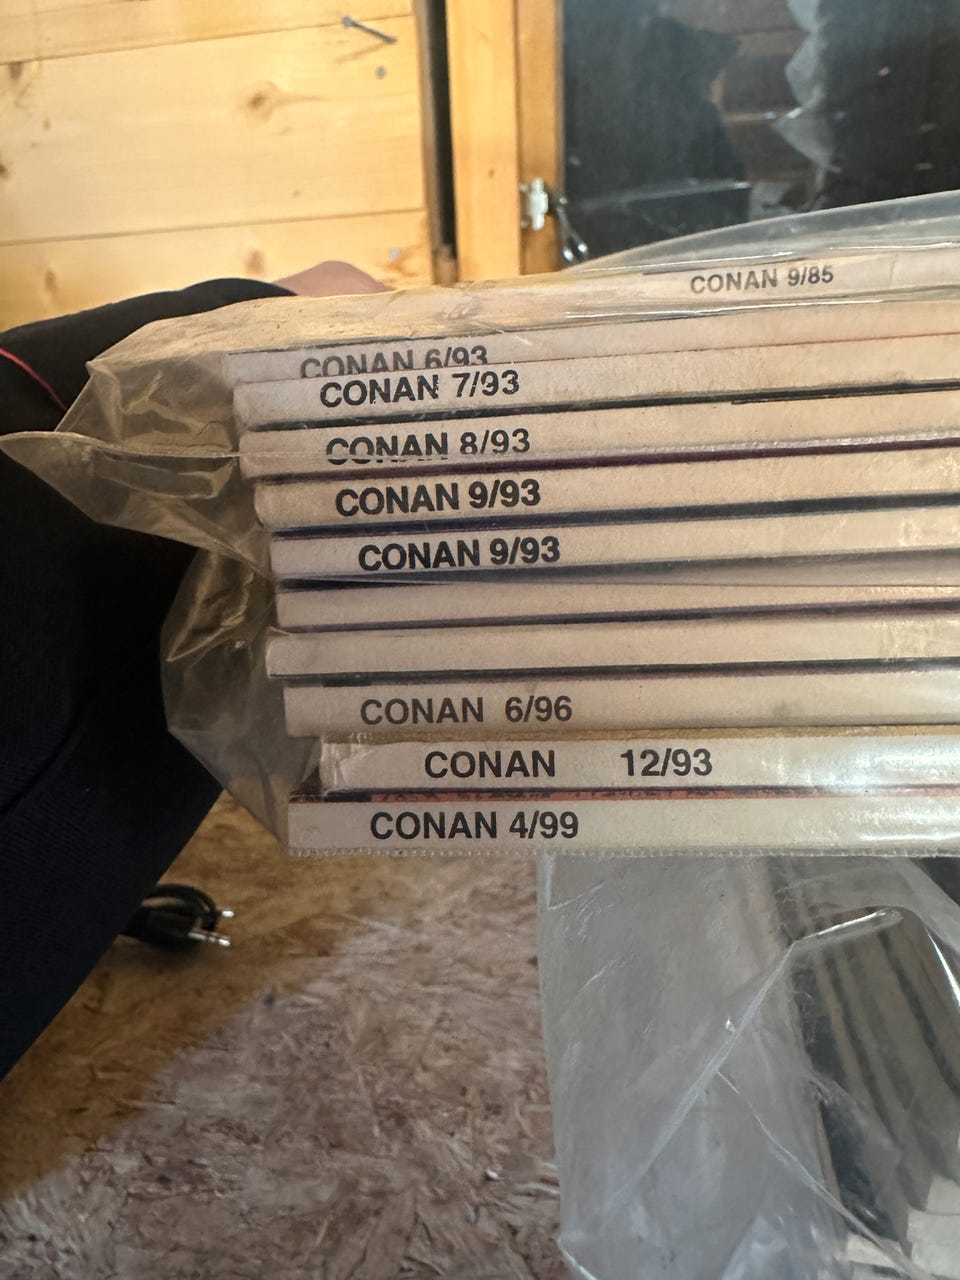 CONAN 9/85
CONAN 6/93
CONAN 7/93
CONAN 8/93
CONAN 9/93
CONAN 9/93
CONAN 6/96
CONAN 12/93
CONAN 4/99